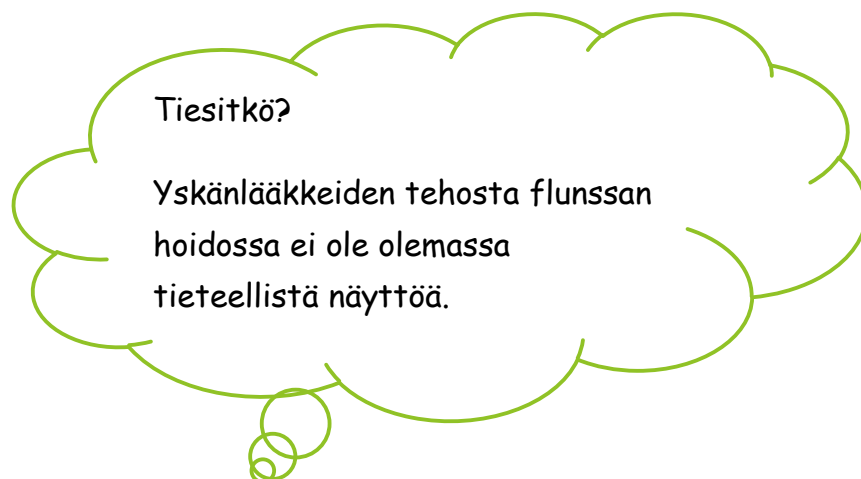 Tiesitkö?
Yskänlääkkeiden tehosta flunssan
hoidossa ei ole olemassa
tieteellistä näyttöä.